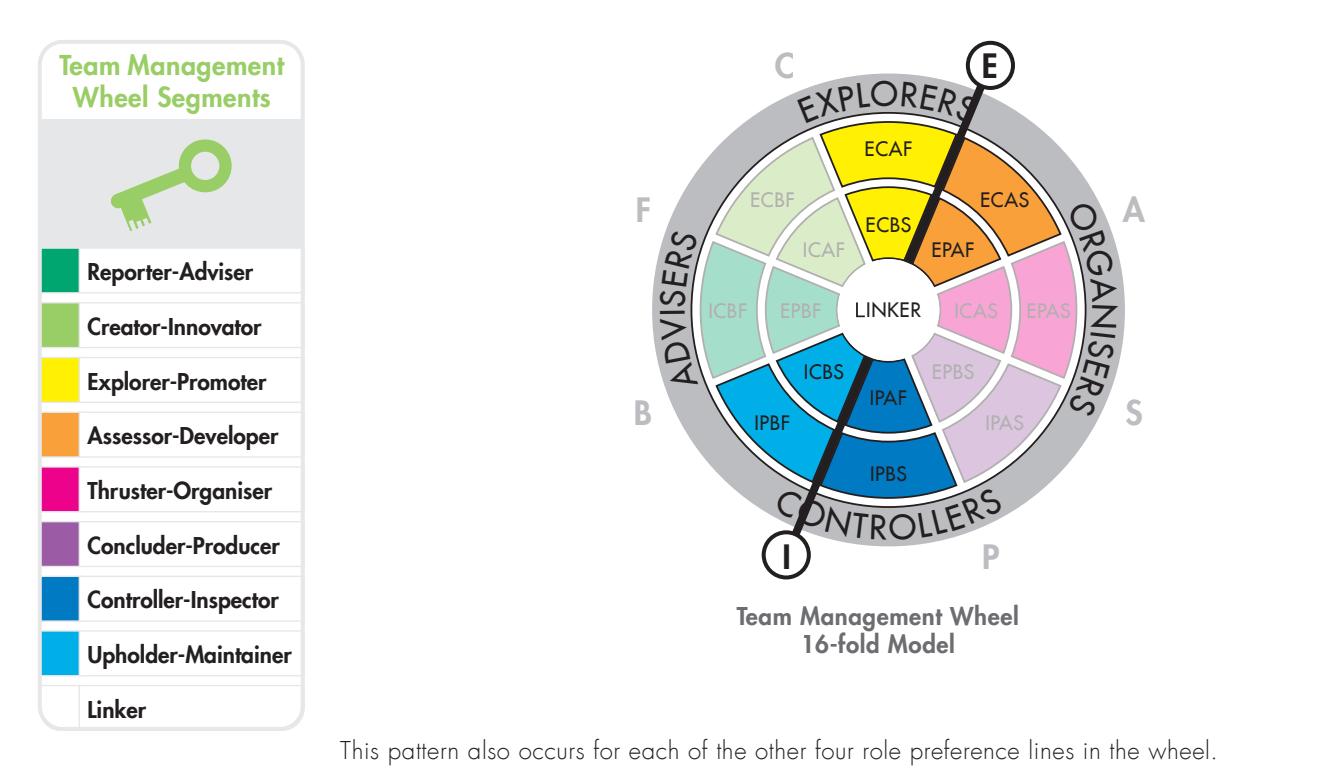 Team Management
Wheel Segments
Reporter-Adviser
Creator-Innovator
Explorer-Promoter
Assessor-Developer
Thruster-Organiser
Concluder-Producer
Controller-Inspector
Upholder-Maintainer
Linker
C
E
EXPLORERS
F
A
ADVISERS
ORGANISERS
ECAF
ECBF
ECAS
ECBS
ICAF
EPAF
ICBF
EPBF
LINKER
ICAS
EPAS
ICBS
EPBS
IPAF
IPBF
IPAS
IPBS
B
S
CONTROLLERS
I
P
Team Management Wheel
16-fold Model
This pattern also occurs for each of the other four role preference lines in the wheel.